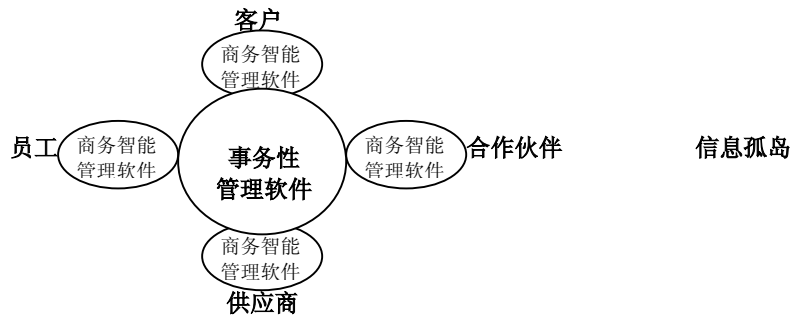 客户
商务智能
管理软件
员工
商务智能
管理软件
事务性
管理软件
商务智能
管理软件
合作伙伴
信息孤岛
商务智能
管理软件
供应商